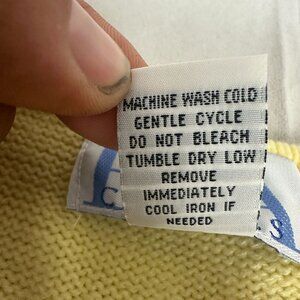 MACHINE WASH COLD
GENTLE CYCLE
DO NOT BLEACH
TUMBLE DRY LOW
REMOVE
IMMEDIATELY
COOL IRON IF
NEEDED
C
S